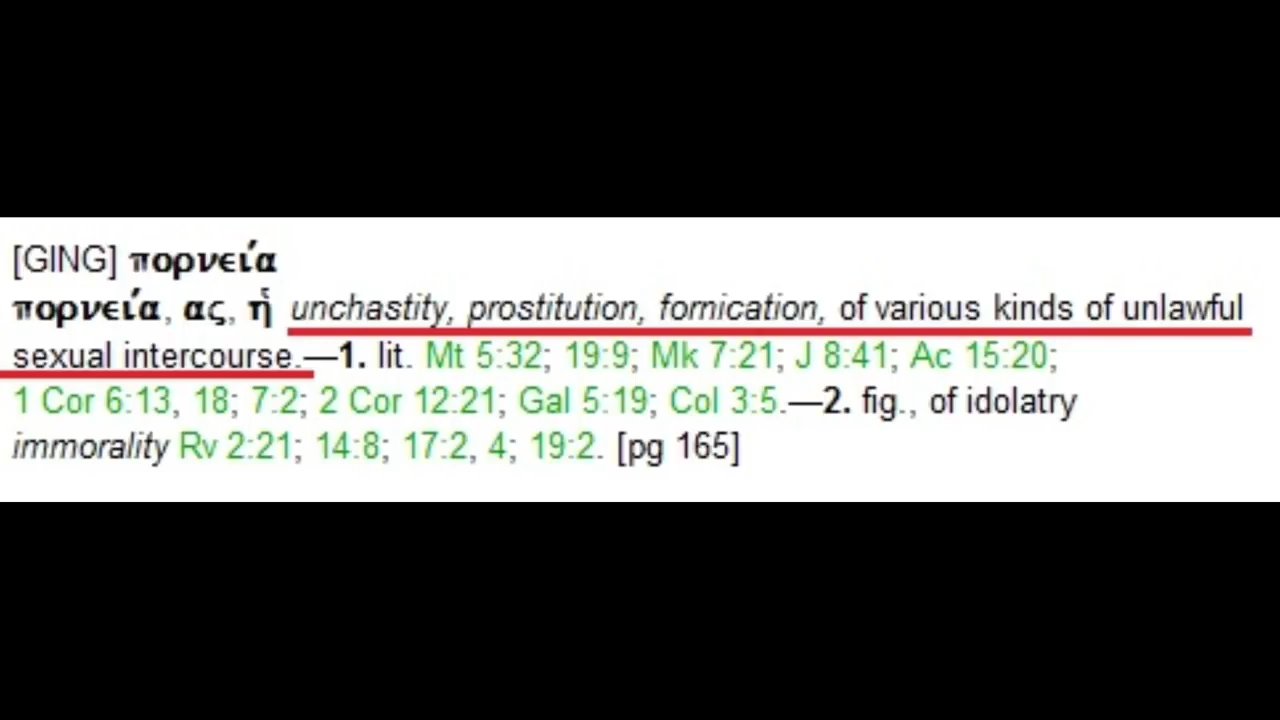 [GING] πορνεία
πορνεία, ας, ἡ unchastity, prostitution, fornication, of various kinds of unlawful
sexual intercourse.—1. lit. Mt 5:32; 19:9; Mk 7:21; J 8:41; Ac 15:20;
1 Cor 6:13, 18; 7:2; 2 Cor 12:21; Gal 5:19; Col 3:5.—2. fig., of idolatry
immorality Rv 2:21; 14:8; 17:2, 4; 19:2. [pg 165]